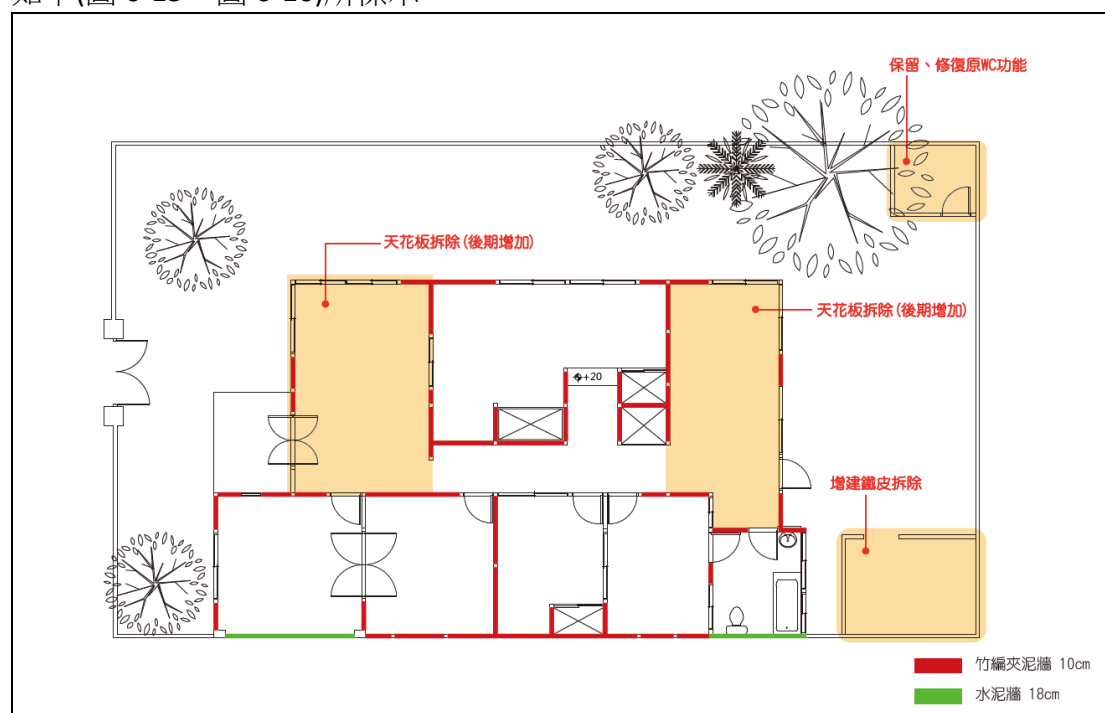 保留、修復原WC功能
天花板拆除(後期增加)
天花板拆除(後期增加)
+20
增建鐵皮拆除
竹編夾泥牆 10cm
水泥牆 18cm